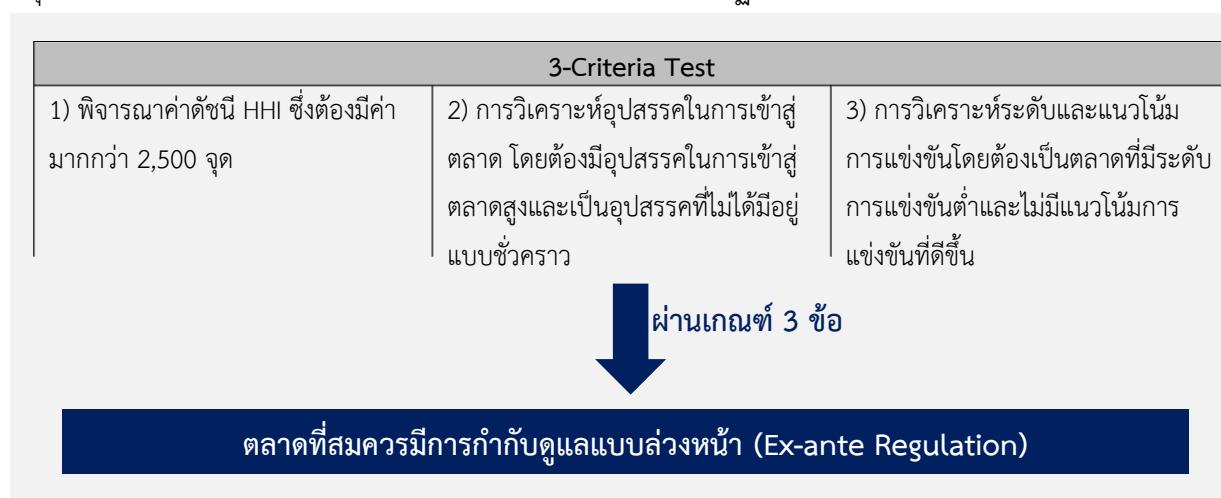 3-Criteria Test
1) พิจารณาค่าดัชนี HHI ซึ่งต้องมีค่า
มากกว่า 2,500 จุด
2) การวิเคราะห์อุปสรรคในการเข้าสู่
ตลาด โดยต้องมีอุปสรรคในการเข้าสู่
ตลาดสูงและเป็นอุปสรรคที่ไม่ได้มีอยู่
แบบชั่วคราว
3) การวิเคราะห์ระดับและแนวโน้ม
การแข่งขันโดยต้องเป็นตลาดที่มีระดับ
การแข่งขันต่ำและไม่มีแนวโน้มการ
แข่งขันที่ดีขึ้น
ผ่านเกณฑ์ 3 ข้อ
ตลาดที่สมควรมีการกำกับดูแลแบบล่วงหน้า (Ex-ante Regulation)